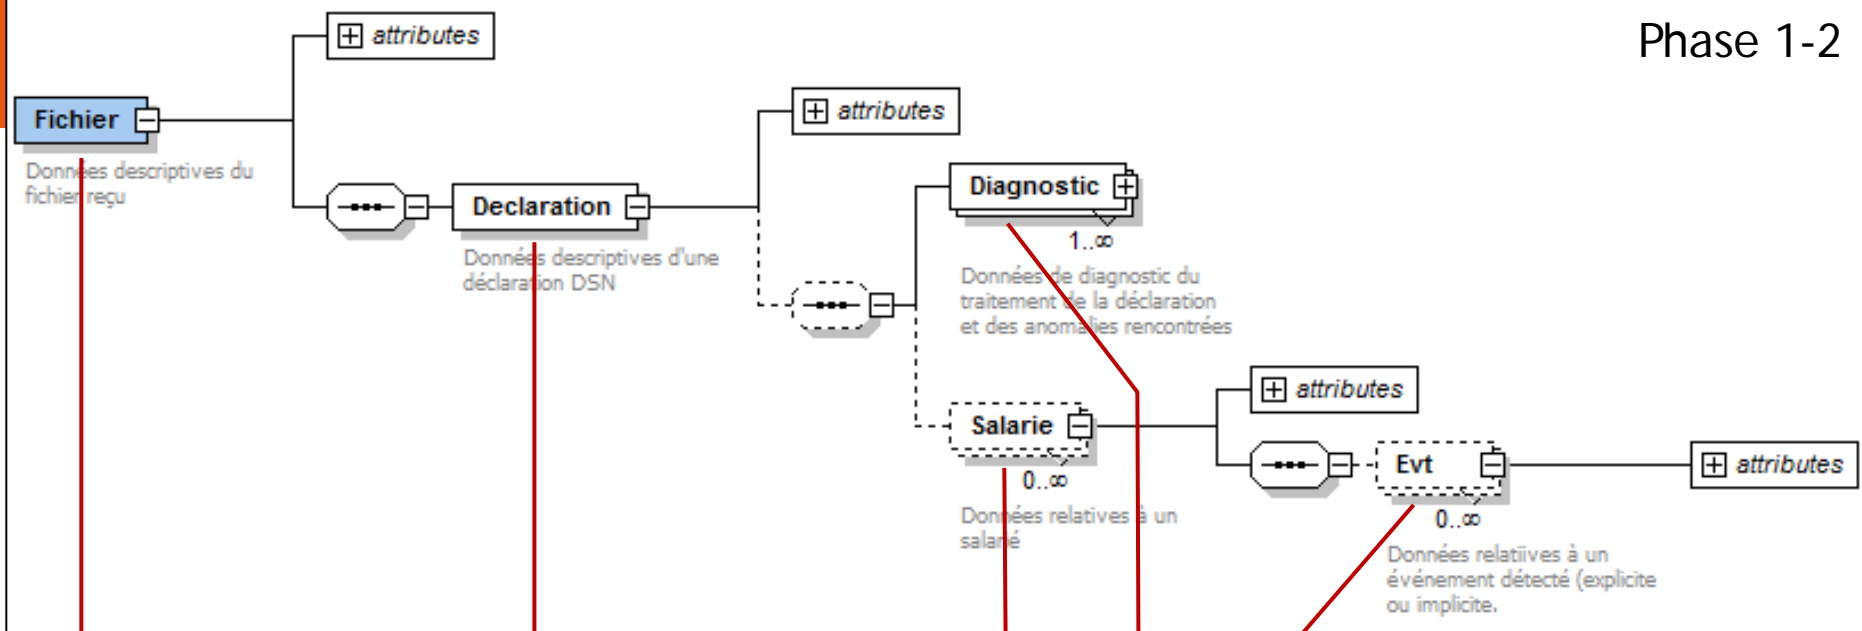 Phase 1-2
attributes
Fichier
Données descriptives du
fichier reçu
attributes
Declaration
Données descriptives d'une
déclaration DSN
Diagnostic
1..∞
Données de diagnostic du
traitement de la déclaration
et des anomalies rencontrées
attributes
Salarie
0..∞
Données relatives à un
salarié
Evt
0..∞
Données relatiives à un
événement détecté (explicite
ou implicite.
attributes